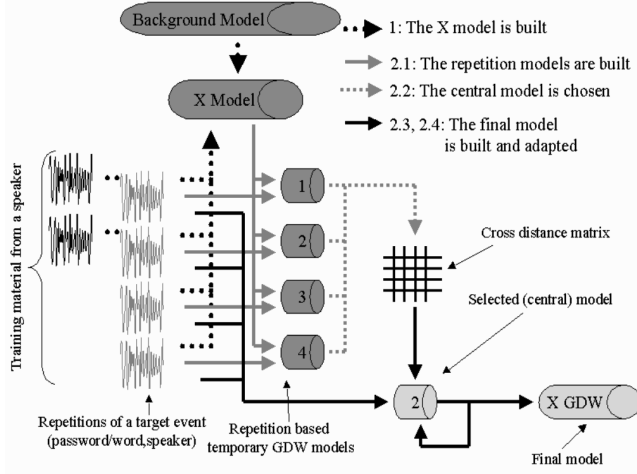 Background Model
1: The X model is built
2.1: The repetition models are built
2.2: The central model is chosen
2.3, 2.4: The final model
is built and adapted
X Model
Training material from a speaker
1
2
3
4
Cross distance matrix
Selected (central) model
2
X GDW
Repetitions of a target event
(password/word,speaker)
Repetition based
temporary GDW models
Final model